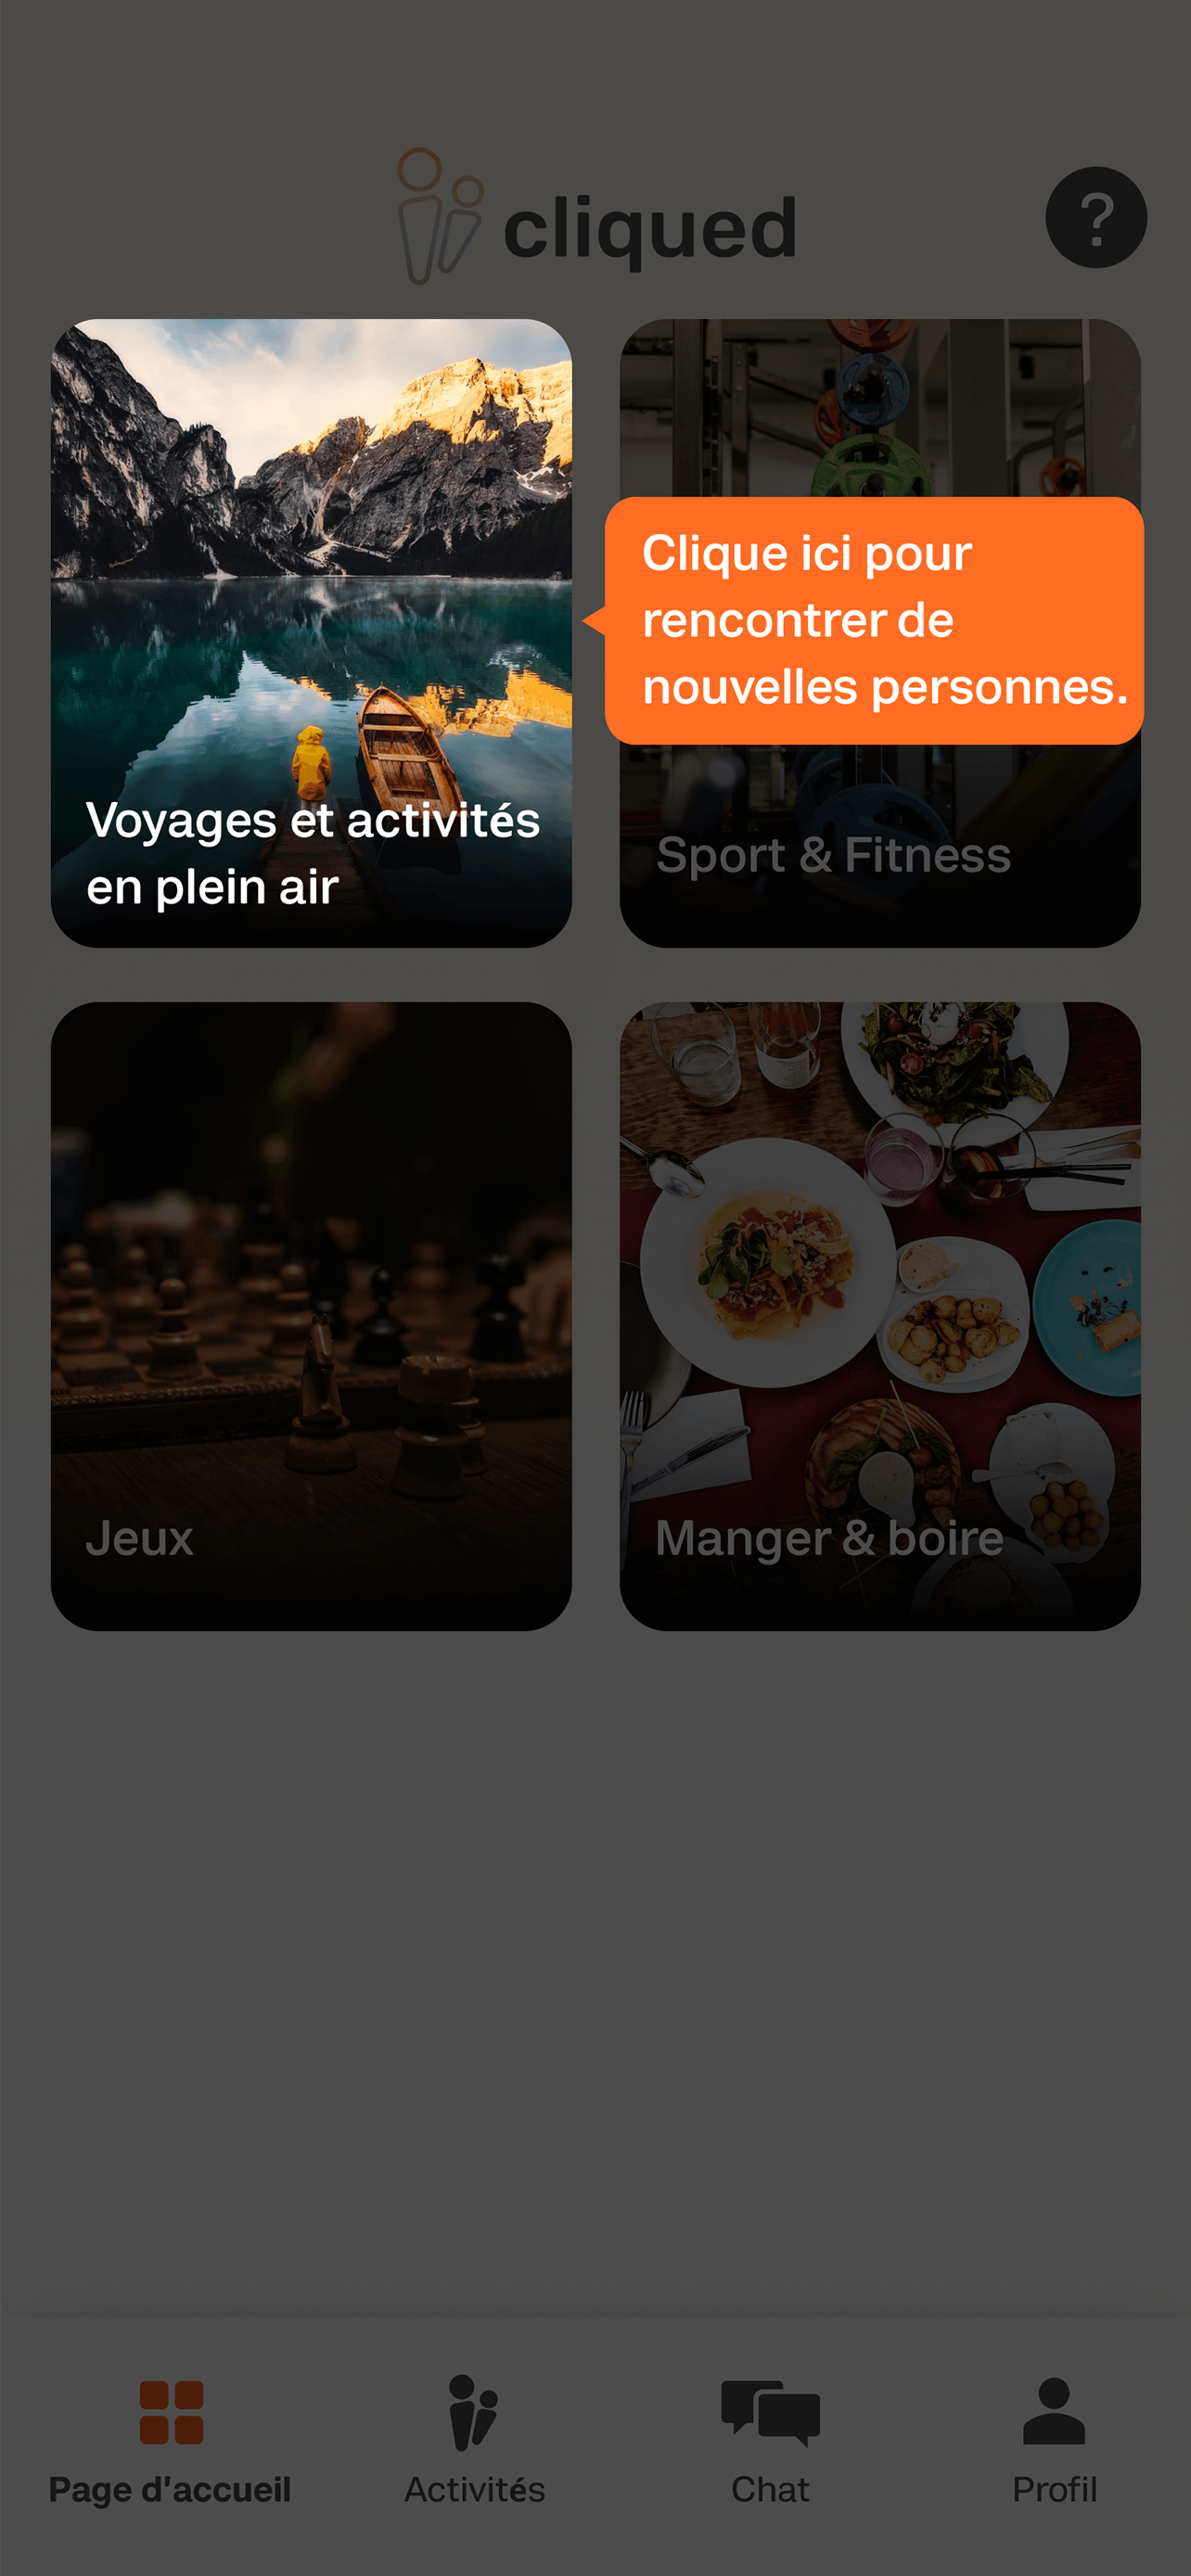 cliqued
?
Clique ici pour
rencontrer de
nouvelles personnes.
Voyages et activités
en plein air
Sport & Fitness
Jeux
Manger & boire
Page d'accueil
Activités
Chat
Profil